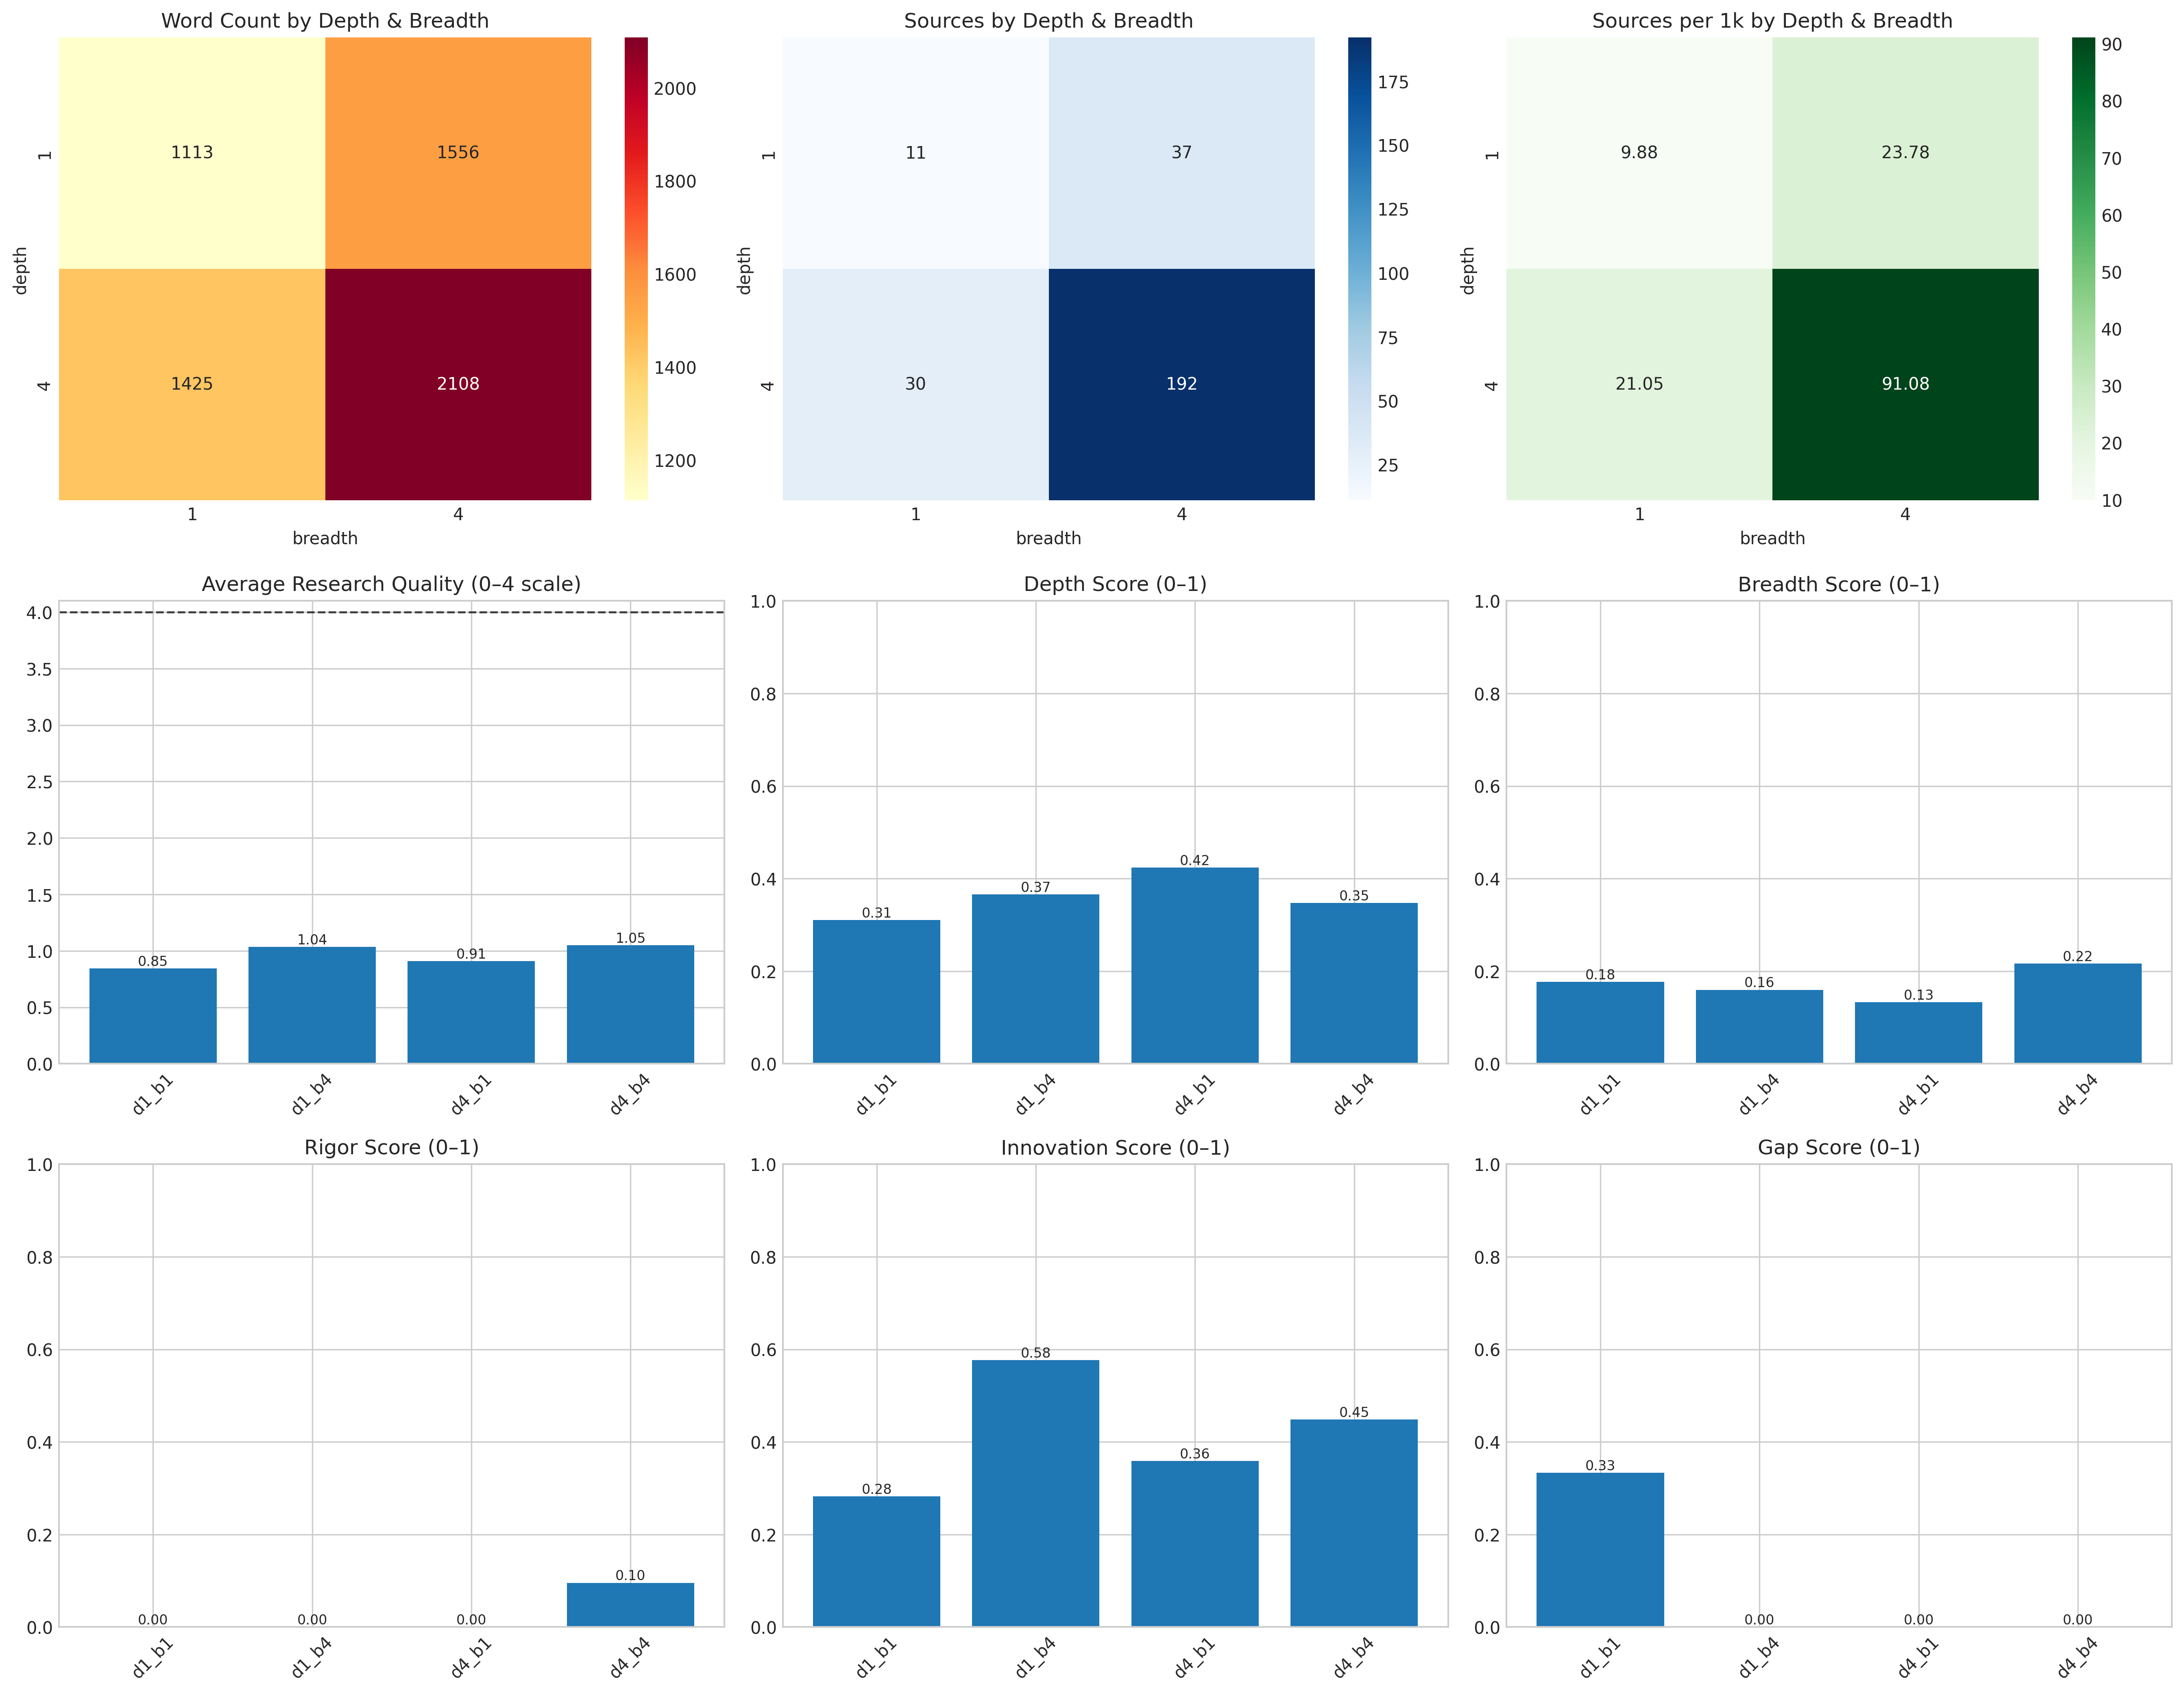 Word Count by Depth & Breadth
1113 1556
1425 2108
1
4
depth
1 4
breadth
2000
1800
1600
1400
1200
Sources by Depth & Breadth
11 37
30 192
1
4
depth
1 4
breadth
175
150
125
100
75
50
25
Sources per 1k by Depth & Breadth
9.88 23.78
21.05 91.08
1
4
depth
1 4
breadth
90
80
70
60
50
40
30
20
10
Average Research Quality (0–4 scale)
4.0
3.5
3.0
2.5
2.0
1.5
1.0
0.5
0.0
0.85 1.04 0.91 1.05
d1_b1 d1_b4 d4_b1 d4_b4
Depth Score (0–1)
1.0
0.8
0.6
0.4
0.2
0.0
0.31 0.37 0.42 0.35
d1_b1 d1_b4 d4_b1 d4_b4
Breadth Score (0–1)
1.0
0.8
0.6
0.4
0.2
0.0
0.18 0.16 0.13 0.22
d1_b1 d1_b4 d4_b1 d4_b4
Rigor Score (0–1)
1.0
0.8
0.6
0.4
0.2
0.0
0.00 0.00 0.00 0.10
d1_b1 d1_b4 d4_b1 d4_b4
Innovation Score (0–1)
1.0
0.8
0.6
0.4
0.2
0.0
0.28 0.58 0.36 0.45
d1_b1 d1_b4 d4_b1 d4_b4
Gap Score (0–1)
1.0
0.8
0.6
0.4
0.2
0.0
0.33 0.00 0.00 0.00
d1_b1 d1_b4 d4_b1 d4_b4